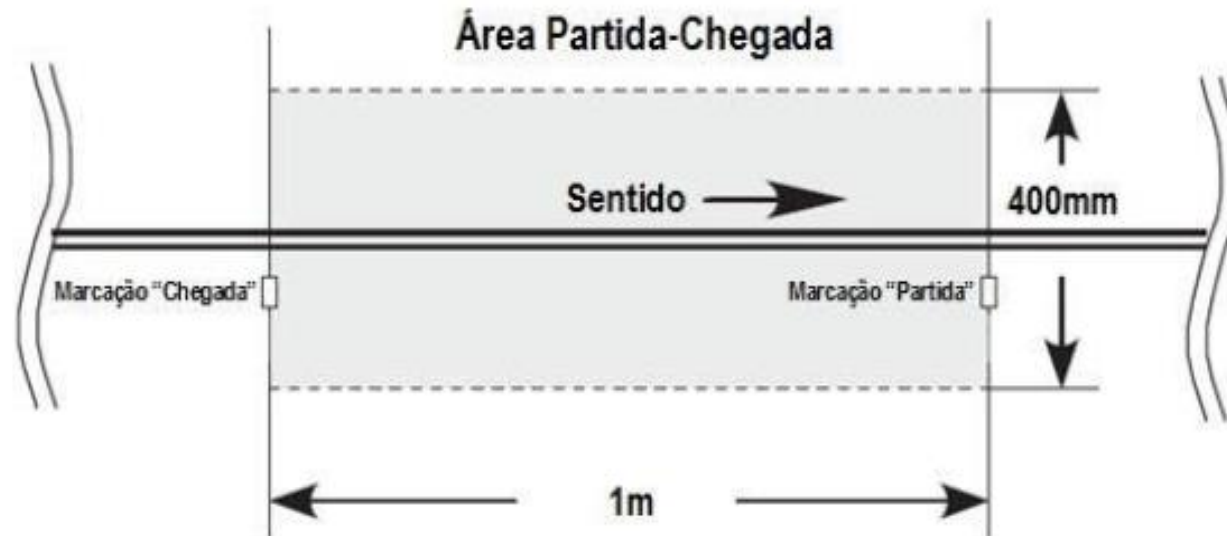 Área Partida-Chegada
Sentido
400mm
Marcação “Chegada”
Marcação “Partida”
1m